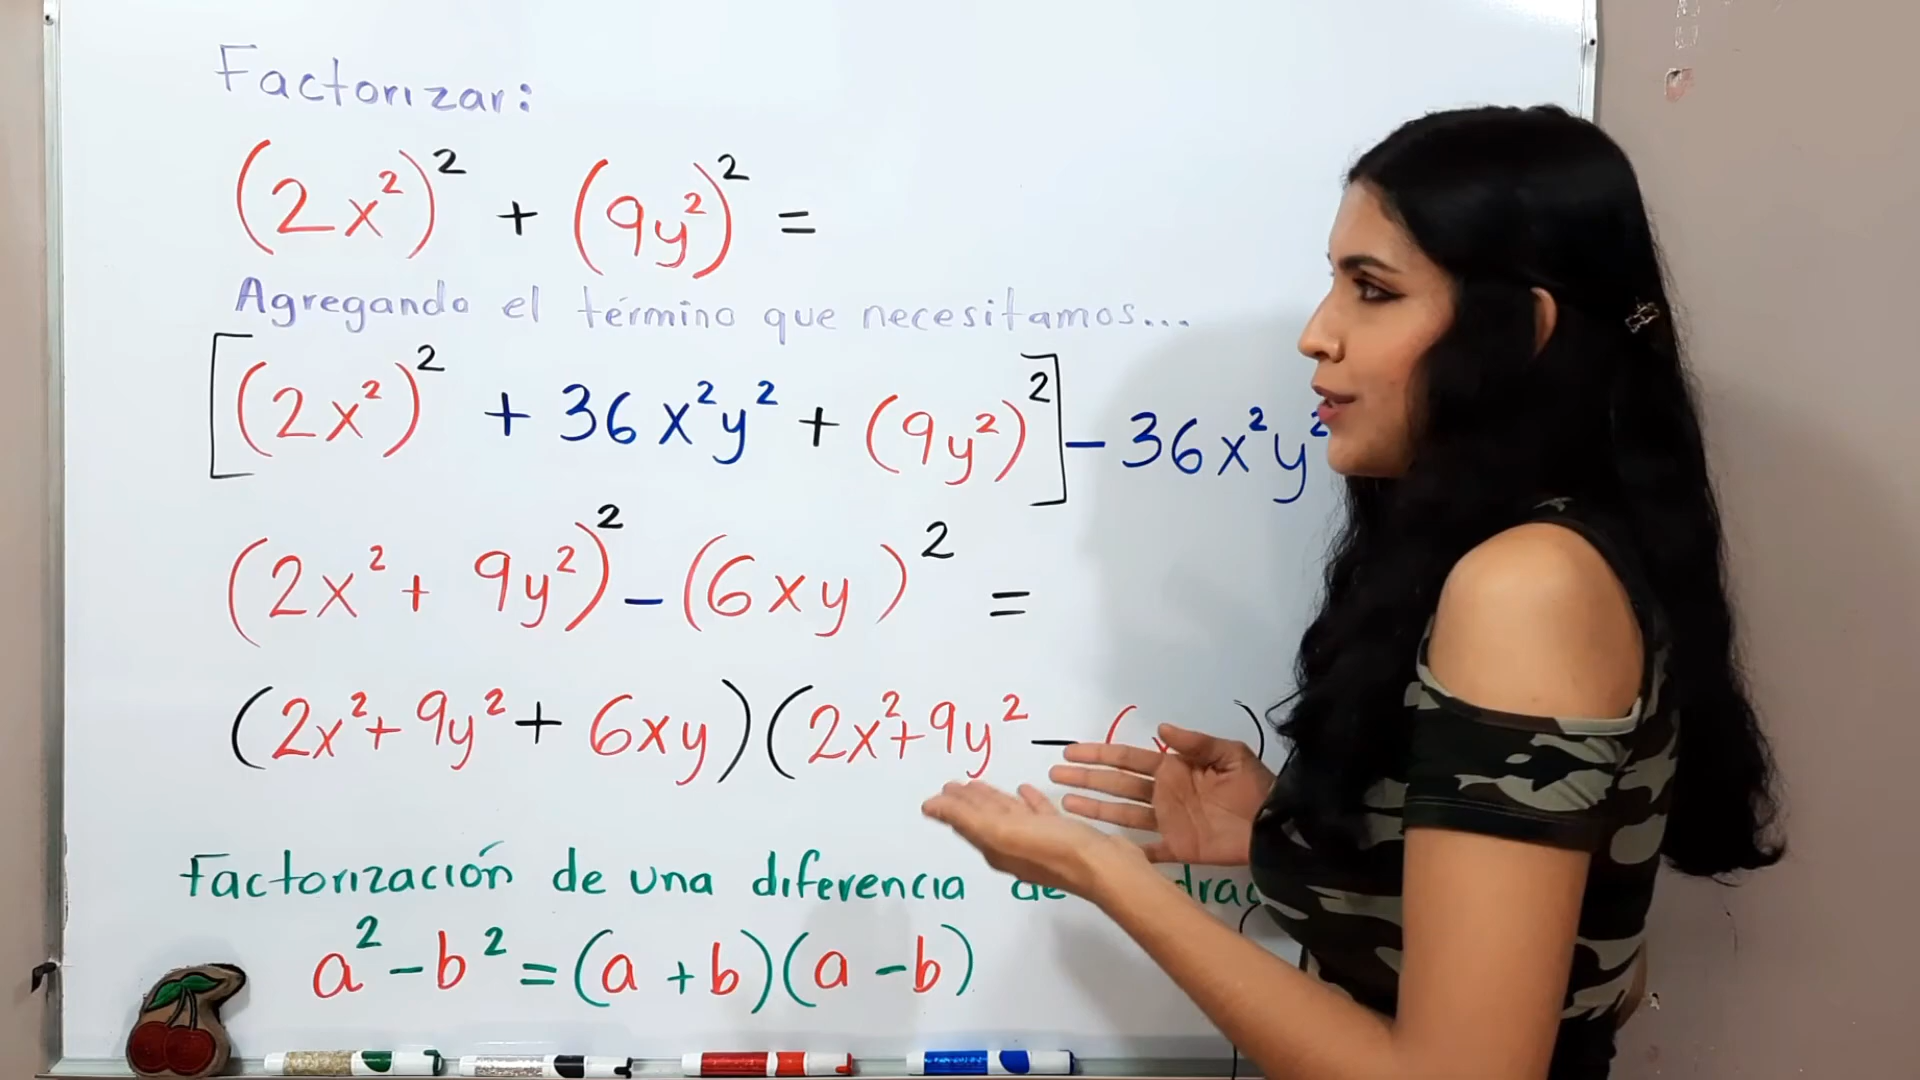 Factorizar:
(2x²)² + (9y²)² =
Agregando el término que necesitamos...
[(2x²)² + 36x²y² + (9y²)²] - 36x²y²
(2x² + 9y²)² - (6xy)² =
(2x² + 9y² + 6xy)(2x² + 9y² - )
Factorización de una diferencia de
a² - b² = (a + b)(a - b)